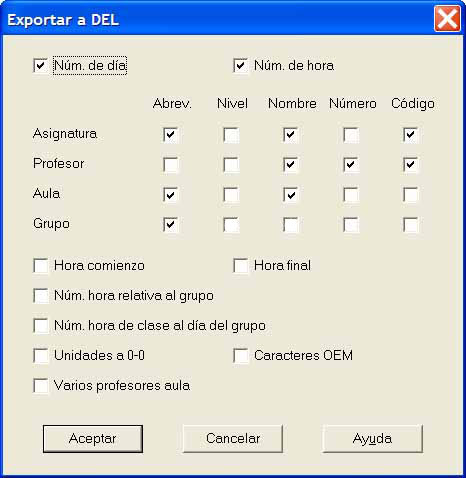 Exportar a DEL
Núm. de día Núm. de hora
Abrev. Nivel Nombre Número Código
Asignatura
Profesor
Aula
Grupo
Hora comienzo Hora final
Núm. hora relativa al grupo
Núm. hora de clase al día del grupo
Unidades a 0-0 Caracteres OEM
Varios profesores aula
Aceptar Cancelar Ayuda